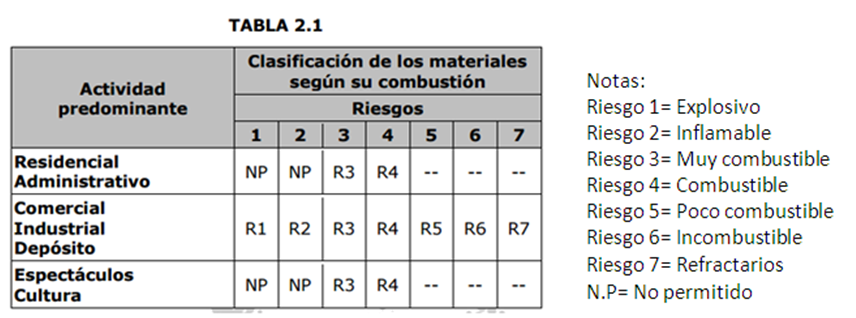 TABLA 2.1
Actividad
predominante
Clasificación de los materiales
según su combustión
Riesgos
1 2 3 4 5 6 7
Residencial
Administrativo
NP NP R3 R4 -- -- --
Comercial
Industrial
Depósito
R1 R2 R3 R4 R5 R6 R7
Espectáculos
Cultura
NP NP R3 R4 -- -- --
Notas:
Riesgo 1= Explosivo
Riesgo 2= Inflamable
Riesgo 3= Muy combustible
Riesgo 4= Combustible
Riesgo 5= Poco combustible
Riesgo 6= Incombustible
Riesgo 7= Refractarios
N.P= No permitido